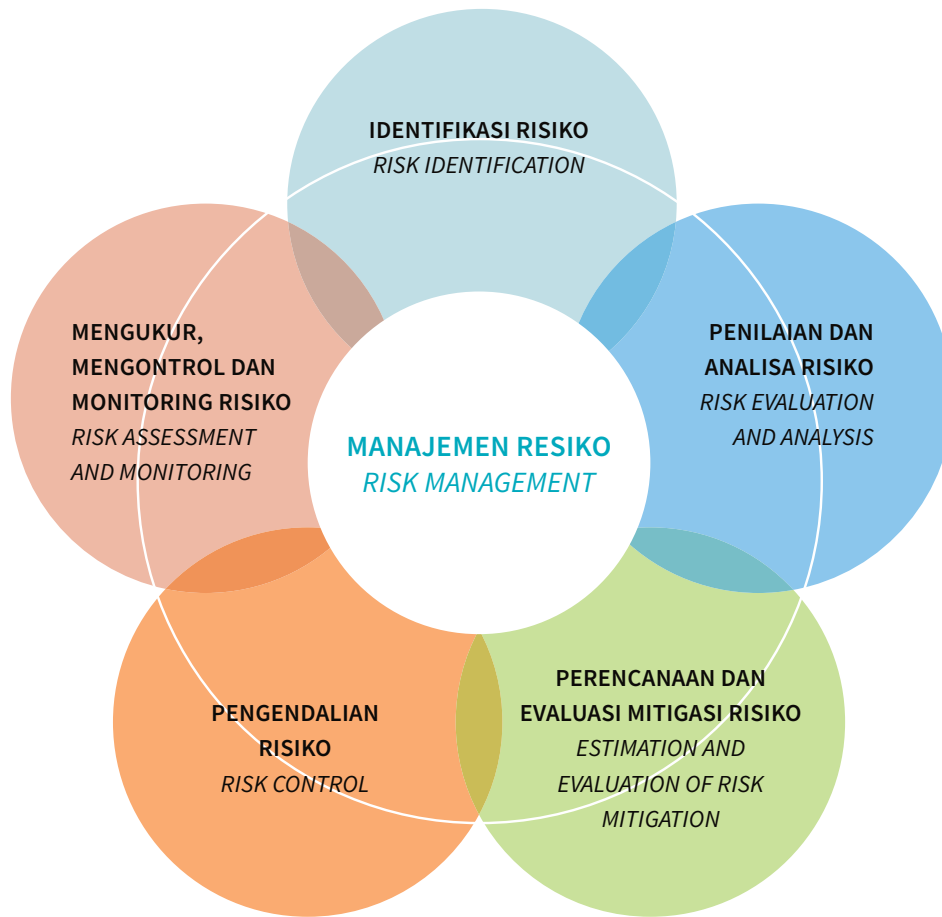 IDENTIFIKASI RISIKO
RISK IDENTIFICATION
PENILAIAN DAN
ANALISA RISIKO
RISK EVALUATION
AND ANALYSIS
PERENCANAAN DAN
EVALUASI MITIGASI RISIKO
ESTIMATION AND
EVALUATION OF RISK
MITIGATION
PENGENDALIAN
RISIKO
RISK CONTROL
MENGUKUR,
MENGONTROL DAN
MONITORING RISIKO
RISK ASSESSMENT
AND MONITORING
MANAJEMEN RESIKO
RISK MANAGEMENT